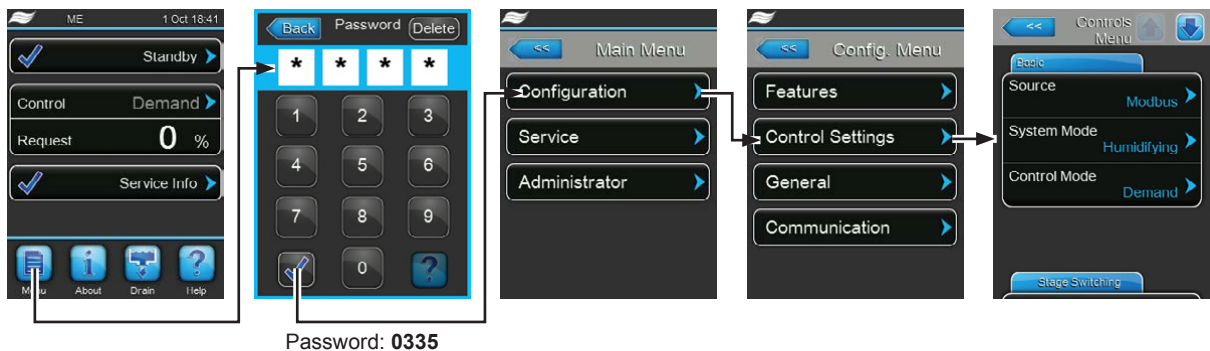 ME 1 Oct 18:41
Standby
Control Demand
Request 0 %
Service Info
Menu About Drain Help
Back Password Delete
* * * *
1 2 3
4 5 6
7 8 9
0 ?
Password: 0335
<< Main Menu
Configuration
Service
Administrator
<< Config. Menu
Features
Control Settings
General
Communication
<< Controls
Menu
Basic
Source
Modbus
System Mode
Humidifying
Control Mode
Demand
Stage Switching